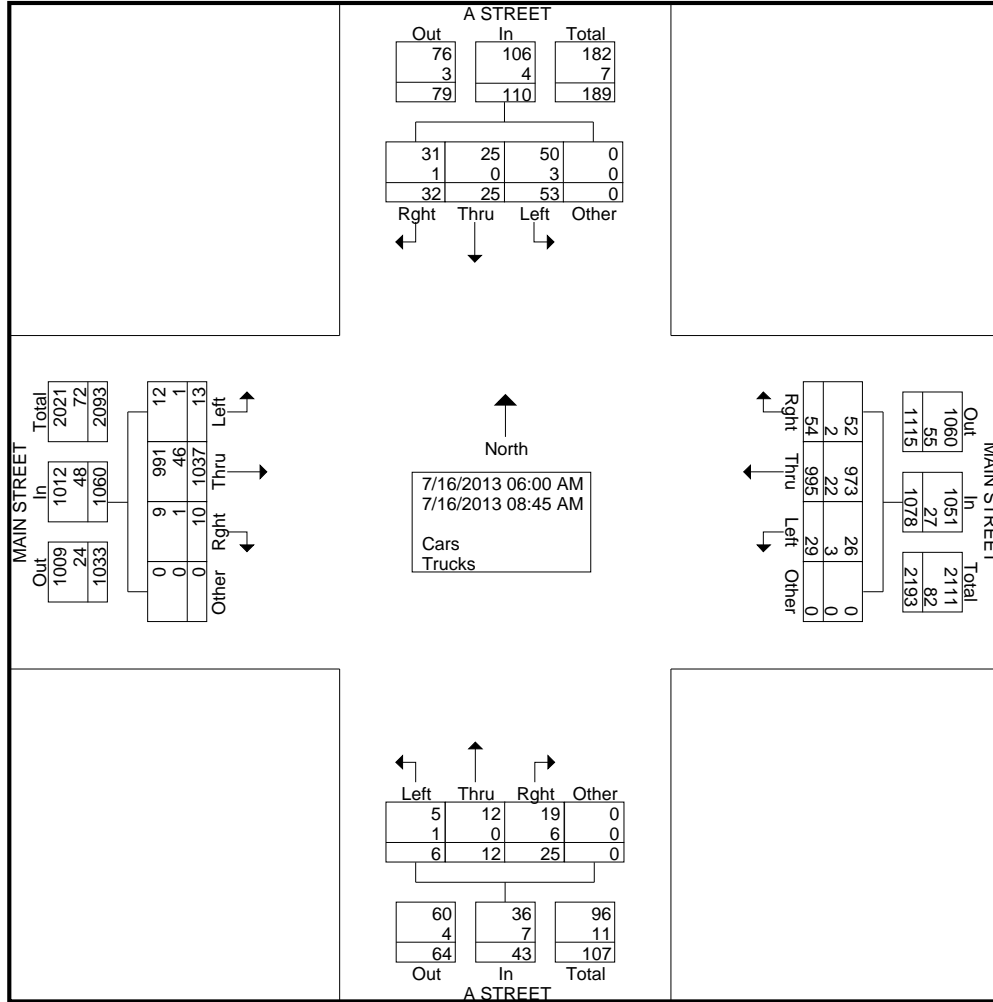 A STREET
Out In Total
76 106 182
3 4 7
79 110 189
31 25 50 0
1 0 3 0
32 25 53 0
Rght Thru Left Other
MAIN STREET
Total In Out
2021 1012 1009
72 48 24
2093 1060 1033
12 991 9 0
1 46 1 0
13 1037 10 0
Left Thru Rght Other
North
7/16/2013 06:00 AM
7/16/2013 08:45 AM
Cars
Trucks
MAIN STREET
Out In Total
1060 1051 2111
55 27 82
1115 1078 2193
52 973 26 0
2 22 3 0
54 995 29 0
Rght Thru Left Other
Left Thru Rght Other
5 12 19 0
1 0 6 0
6 12 25 0
60 36 96
4 7 11
64 43 107
Out In Total
A STREET